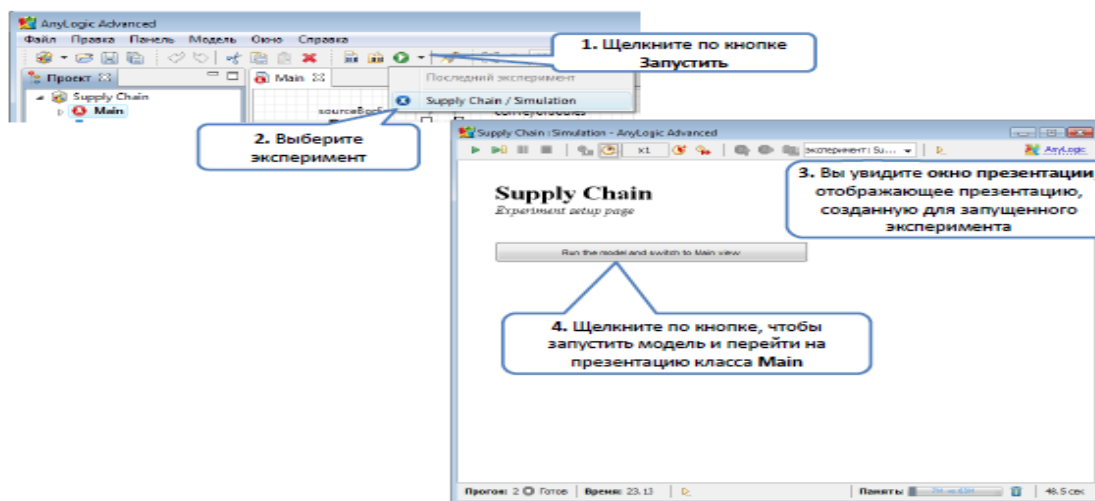 AnyLogic Advanced
Файл Правка Панель Модель Окно Справка
Проект
Main
Supply Chain
Main
Последний эксперимент
Supply Chain / Simulation
1. Щелкните по кнопке
Запустить
2. Выберите
эксперимент
Supply Chain : Simulation - AnyLogic Advanced
x1
эксперимент: Su...
AnyLogic
3. Вы увидите окно презентации,
отображающее презентацию,
созданную для запущенного
эксперимента
Supply Chain
Experiment setup page
Run the model and switch to Main view
4. Щелкните по кнопке, чтобы
запустить модель и перейти на
презентацию класса Main
Прогон: 2 Готов Время: 23.13 Память: 48.5 сек